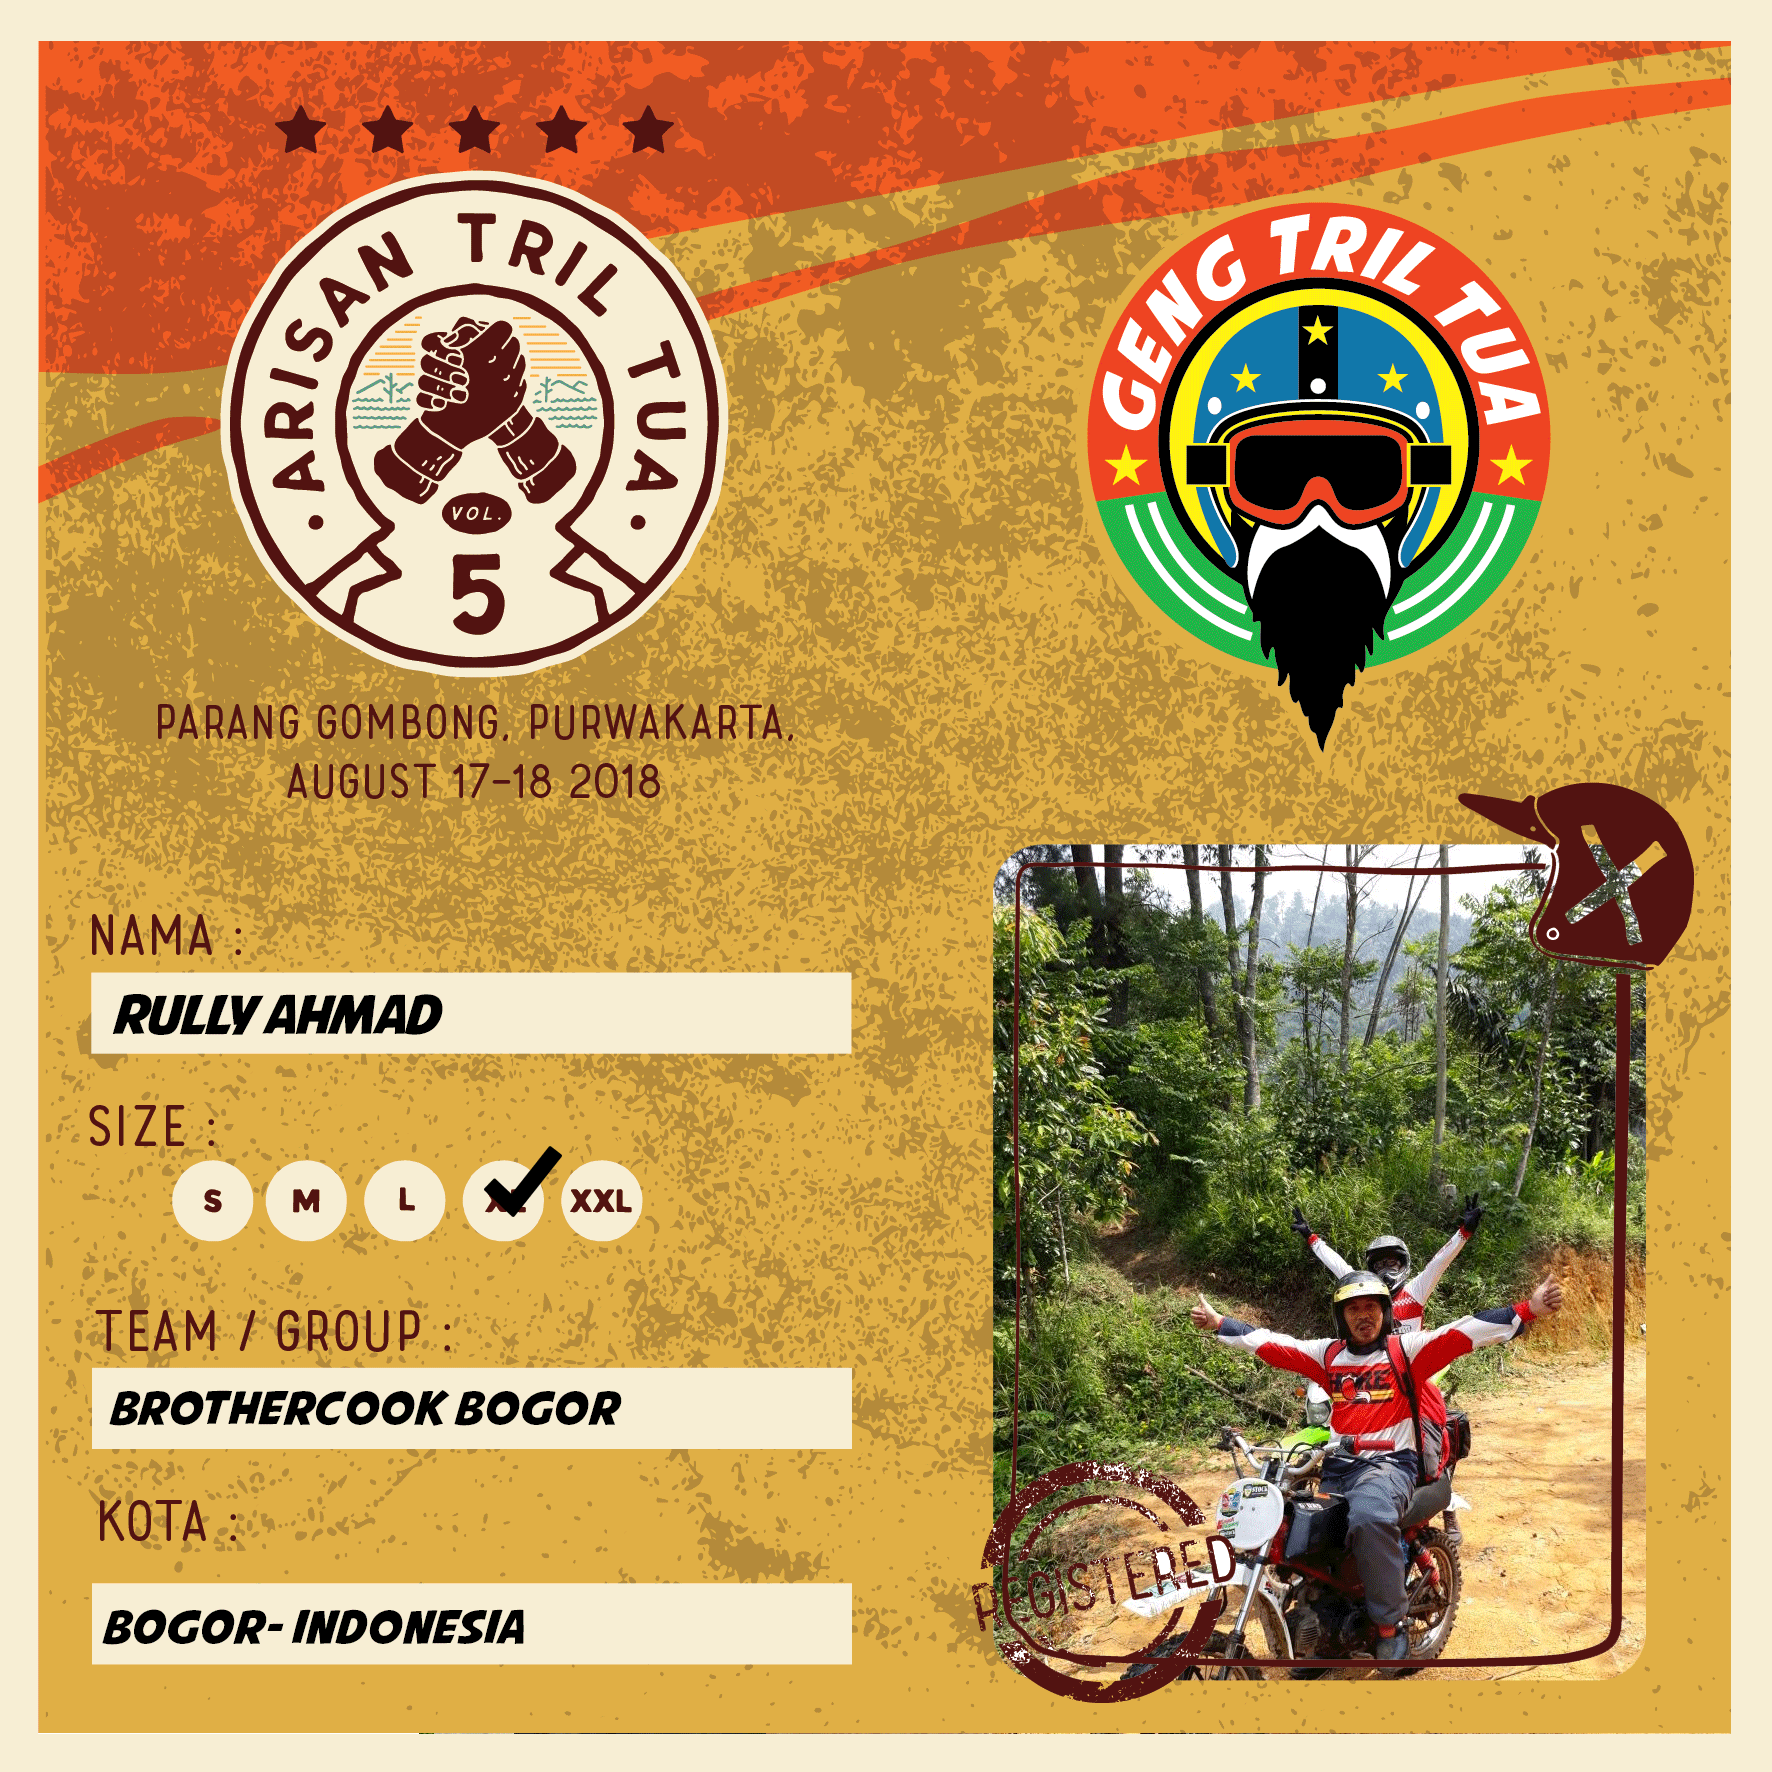 ARISAN TRIL TUA
VOL.
5
GENG TRIL TUA
PARANG GOMBONG, PURWAKARTA,
AUGUST 17-18 2018
NAMA :
RULLY AHMAD
SIZE :
S M L XL XXL
TEAM / GROUP :
BROTHERCOOK BOGOR
KOTA :
BOGOR- INDONESIA
REGISTERED